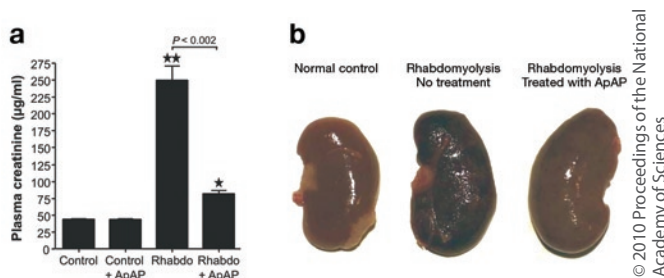 a
P < 0.002
★★
★
Plasma creatinine (µg/ml)
275
250
225
200
175
150
125
100
75
50
25
0
Control
Control
+ ApAP
Rhabdo
Rhabdo
+ ApAP
b
Normal control
Rhabdomyolysis
No treatment
Rhabdomyolysis
Treated with ApAP
© 2010 Proceedings of the National
Academy of Sciences